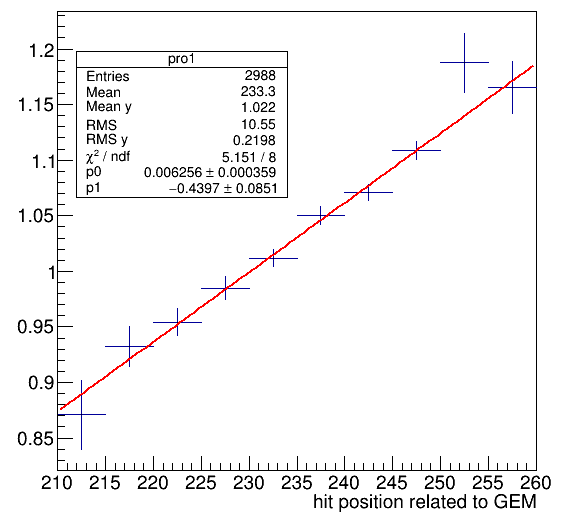 pro1
Entries 2988
Mean 233.3
Mean y 1.022
RMS 10.55
RMS y 0.2198
χ² / ndf 5.151 / 8
p0 0.006256 ± 0.000359
p1 −0.4397 ± 0.0851
1.2
1.15
1.1
1.05
1
0.95
0.9
0.85
210 215 220 225 230 235 240 245 250 255 260
hit position related to GEM